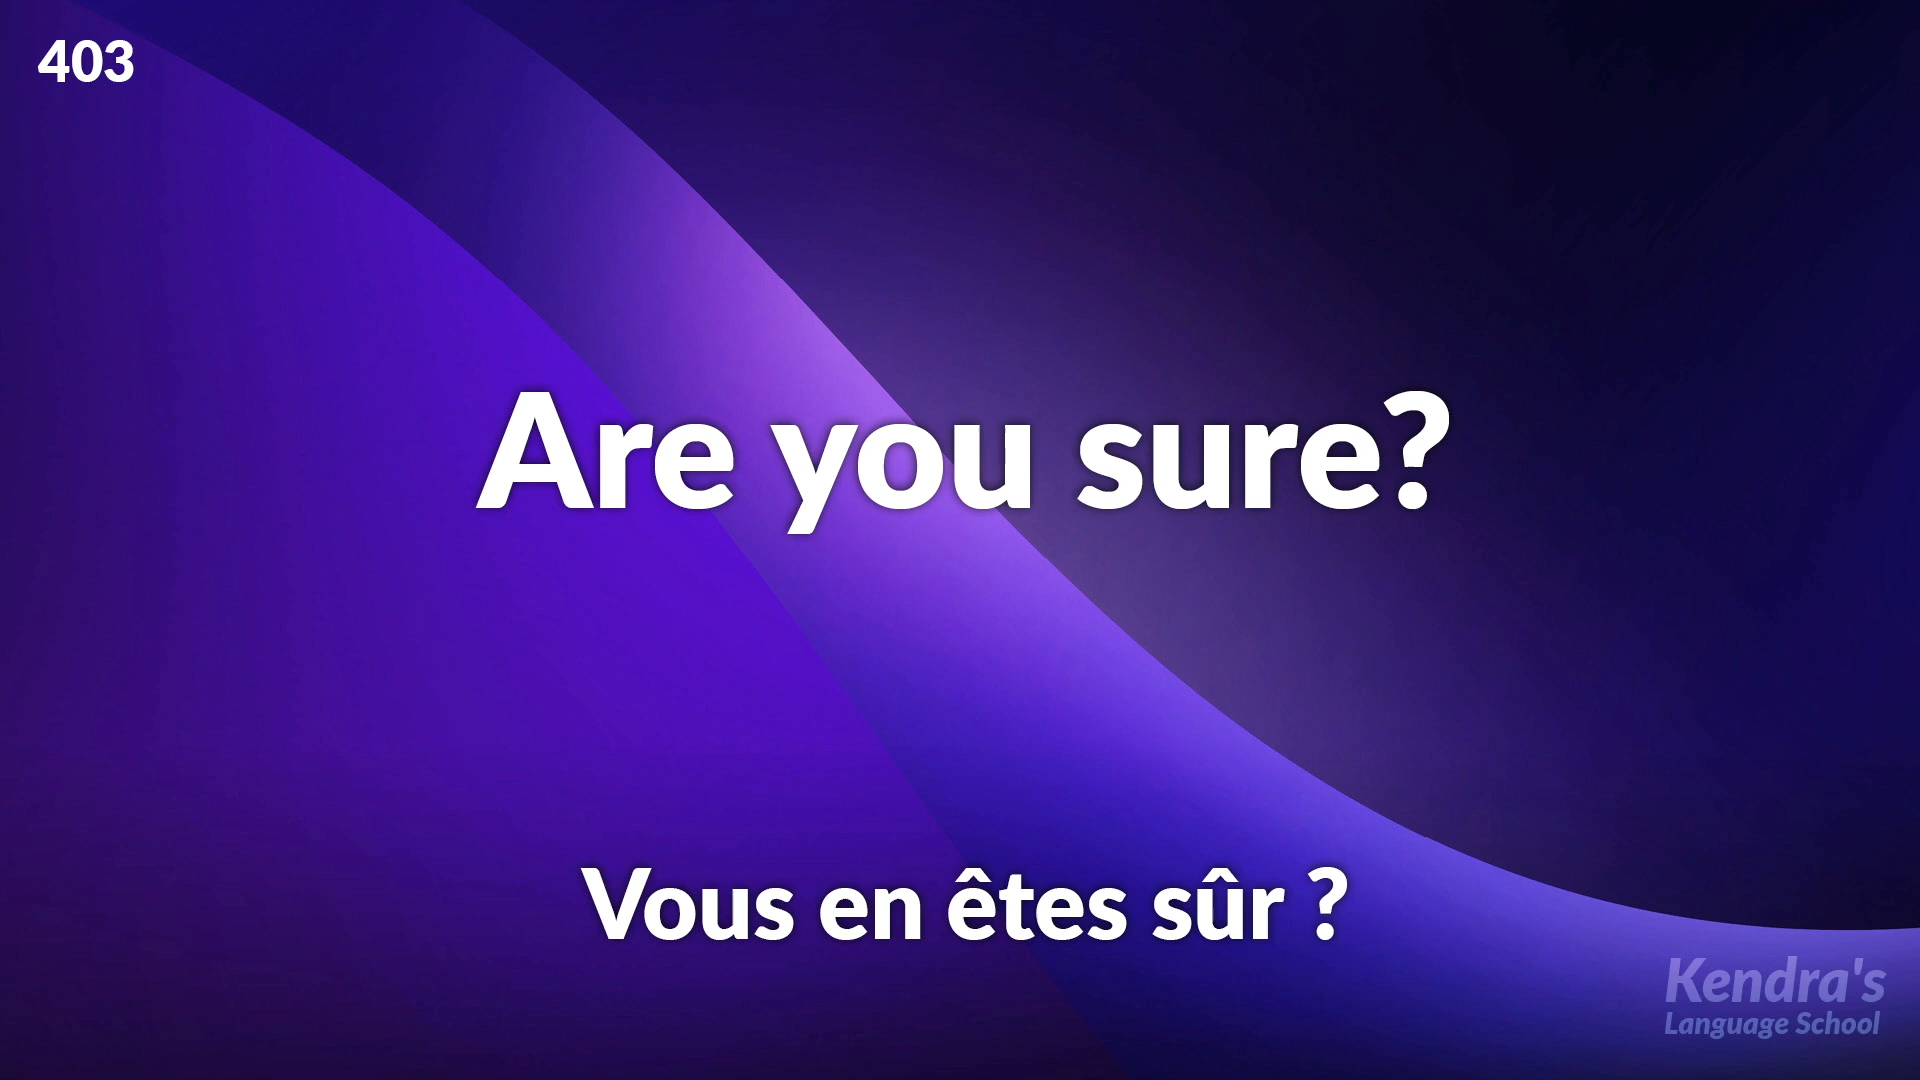 403
Are you sure?
Vous en êtes sûr ?
Kendra's
Language School